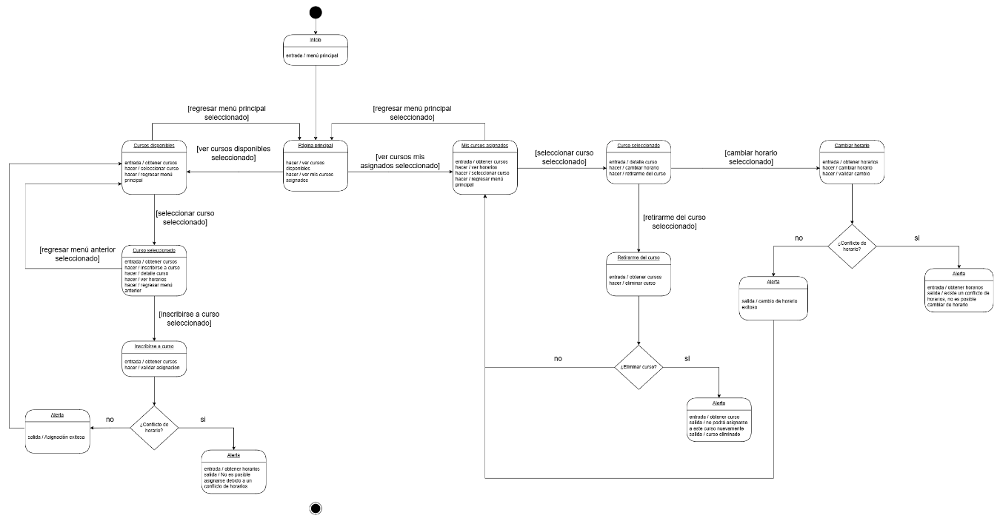 Inicio
entrada / menú principal
[regresar menú principal
seleccionado]
[regresar menú principal
seleccionado]
Cursos disponibles
entrada / obtener cursos
hacer / seleccionar curso
hacer / regresar menú
principal
[ver cursos disponibles
seleccionado]
Página principal
hacer / ver cursos
disponibles
hacer / ver mis cursos
asignados
[ver cursos mis
asignados seleccionado]
Mis cursos asignados
entrada / obtener cursos
hacer / ver horarios
hacer / seleccionar curso
hacer / regresar menú
principal
[seleccionar curso
seleccionado]
Curso seleccionado
entrada / detalle curso
hacer / cambiar horario
hacer / retirarme del curso
[cambiar horario
seleccionado]
Cambiar horario
entrada / obtener horarios
hacer / cambiar horario
hacer / validar cambio
[seleccionar curso
seleccionado]
[retirarme del curso
seleccionado]
[regresar menú anterior
seleccionado]
Curso seleccionado
entrada / obtener cursos
hacer / inscribirse a curso
hacer / detalle curso
hacer / ver horarios
hacer / regresar menú
anterior
Retirarme del curso
entrada / obtener cursos
hacer / eliminar curso
no
¿Conflicto de
horario?
si
Alerta
salida / cambio de horario
exitoso
Alerta
entrada / obtener horarios
salida / existe un conflicto de
horarios, no es posible
cambiar de horario
[inscribirse a curso
seleccionado]
Inscribirse a curso
entrada / obtener cursos
hacer / validar asignacion
no
¿Eliminar curso?
si
Alerta
entrada / obtener curso
salida / no podrá asignarse
a este curso nuevamente
salida / curso eliminado
Alerta
salida / Asignación exitosa
no
¿Conflicto de
horario?
si
Alerta
entrada / obtener horarios
salida / No es posible
asignarse debido a un
conflicto de horarios